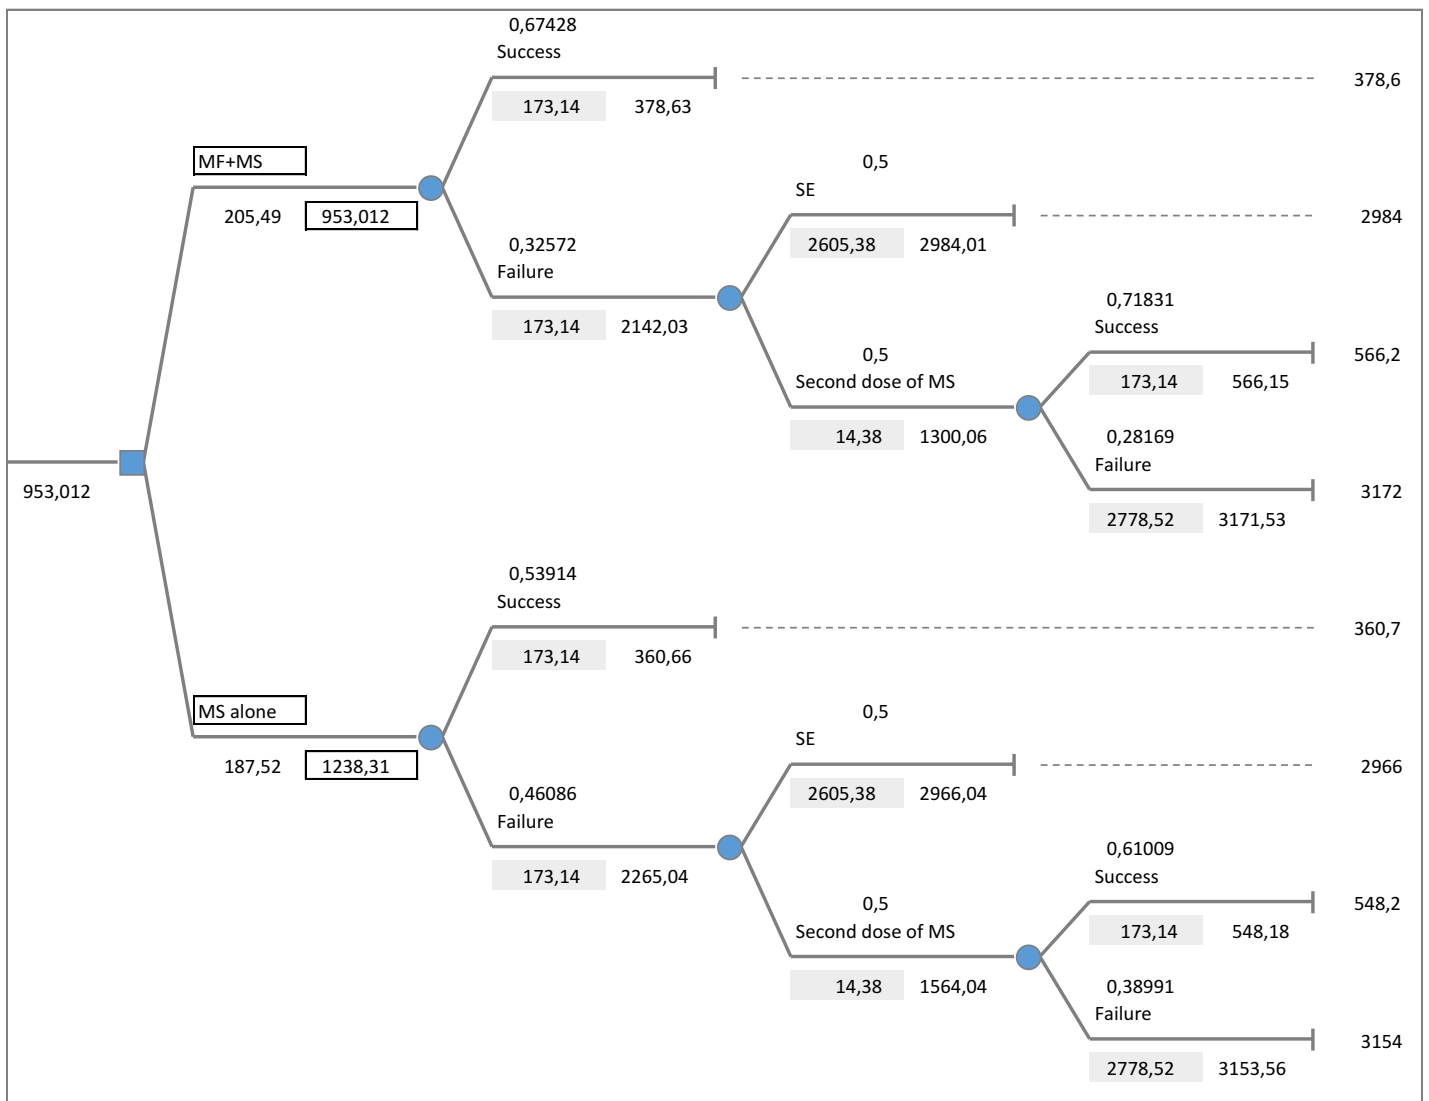 0,67428
Success
378,6
173,14 378,63
MF+MS
0,5
SE
205,49 953,012
2984
0,32572
2605,38 2984,01
Failure
0,71831
173,14 2142,03
Success
0,5
566,2
Second dose of MS
173,14 566,15
14,38 1300,06
0,28169
Failure
953,012
3172
2778,52 3171,53
0,53914
Success
360,7
173,14 360,66
MS alone
0,5
SE
187,52 1238,31
2966
0,46086
2605,38 2966,04
Failure
0,61009
173,14 2265,04
Success
0,5
548,2
Second dose of MS
173,14 548,18
14,38 1564,04
0,38991
Failure
3154
2778,52 3153,56